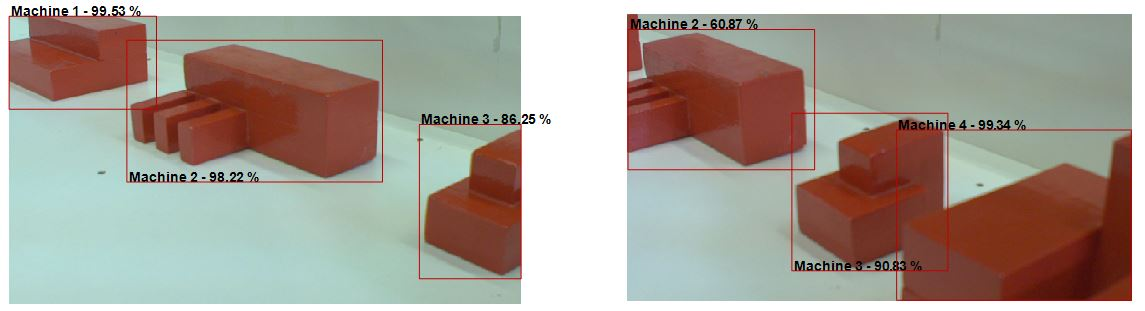 Machine 1 - 99.53 %
Machine 2 - 98.22 %
Machine 3 - 86.25 %
Machine 2 - 60.87 %
Machine 3 - 90.83 %
Machine 4 - 99.34 %